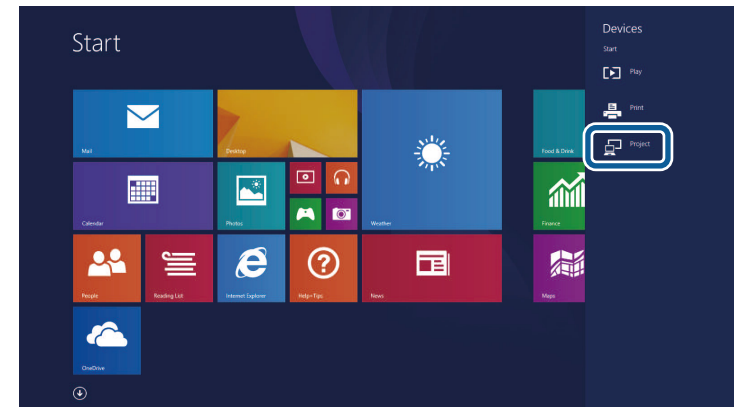 Start
Mail
Desktop
Weather
Food & Drink
Calendar
Photos
Finance
People
Reading List
Internet Explorer
Help+Tips
News
Maps
OneDrive
Devices
Start
Play
Print
Project